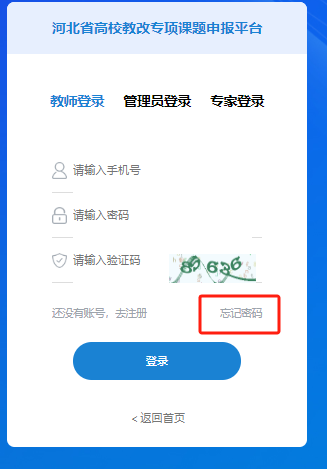 河北省高校教改专项课题申报平台
教师登录 管理员登录 专家登录
请输入手机号
请输入密码
请输入验证码
还没有账号，去注册 忘记密码
登录
< 返回首页